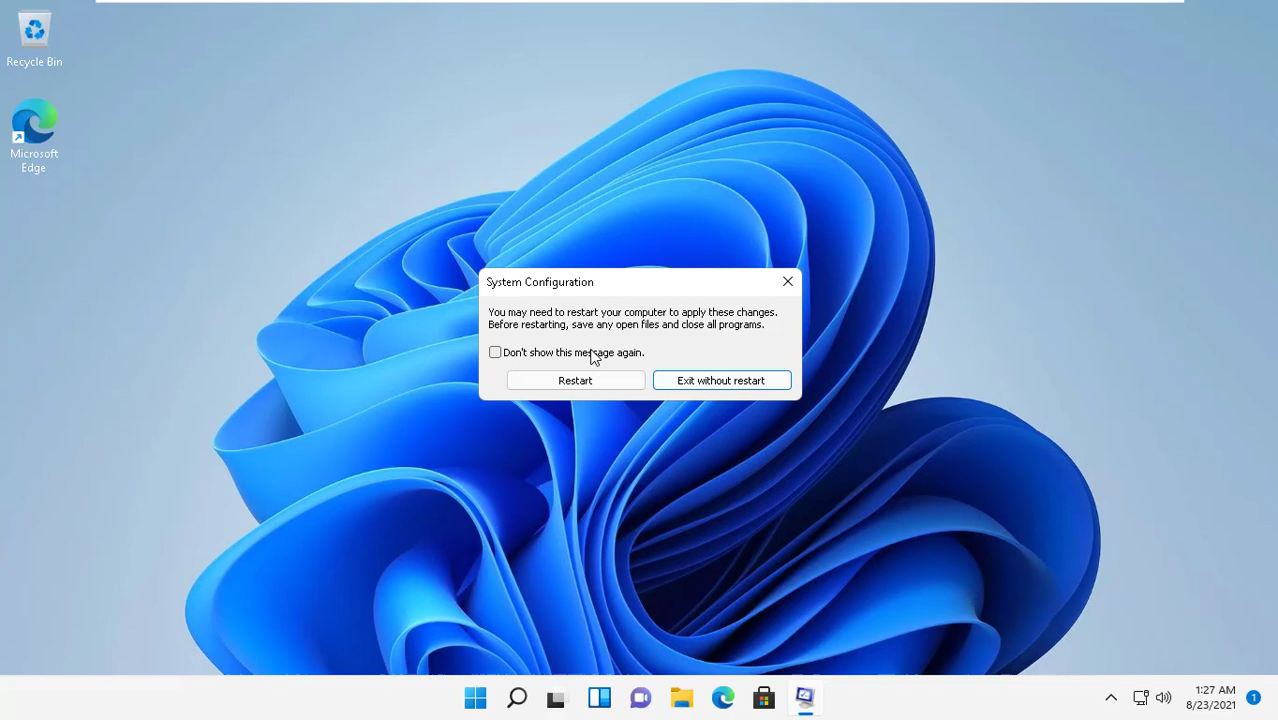 Recycle Bin
Microsoft
Edge
System Configuration
You may need to restart your computer to apply these changes.
Before restarting, save any open files and close all programs.
Don't show this message again.
Restart
Exit without restart
1:27 AM
8/23/2021
1